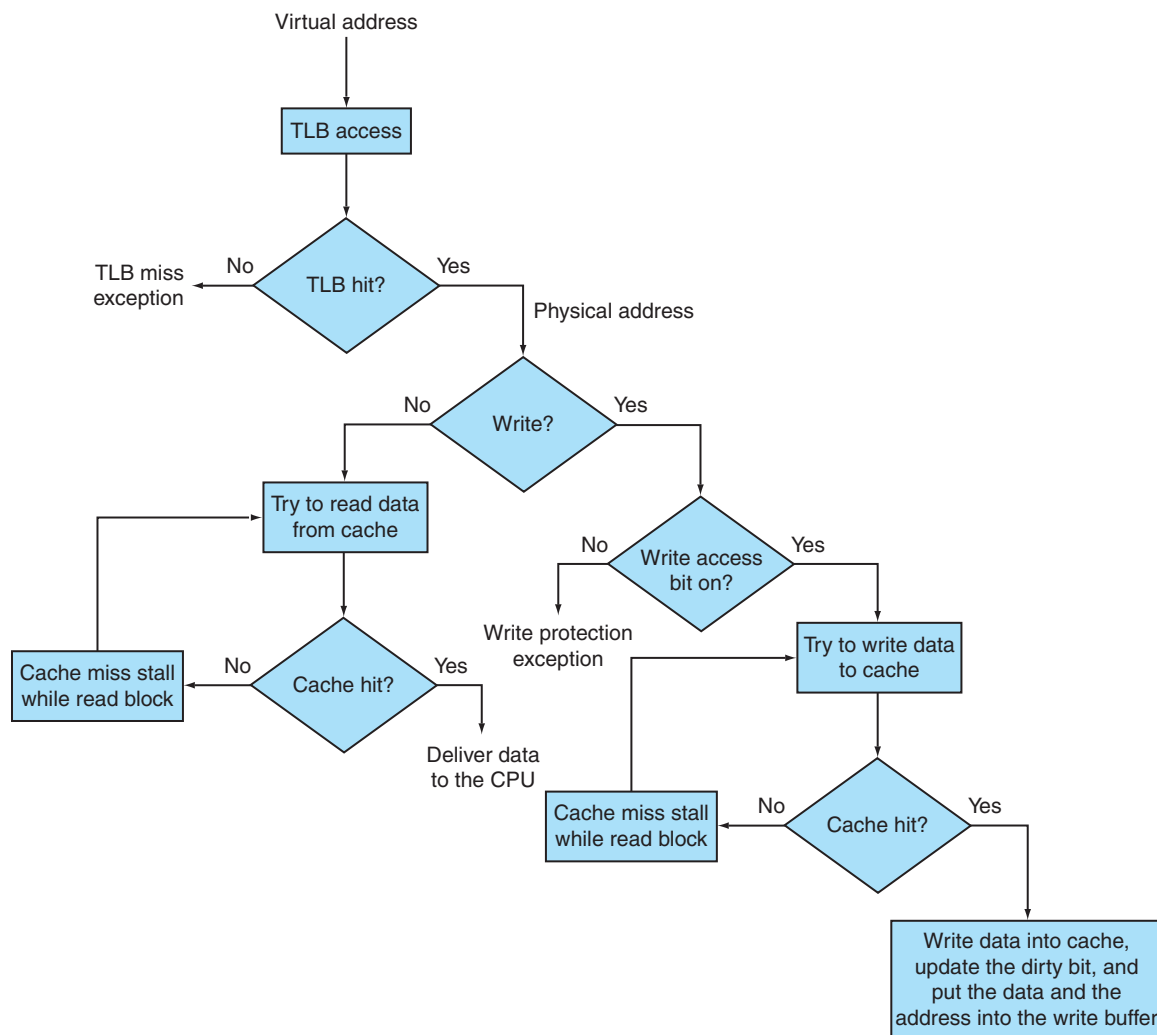 Virtual address
TLB access
No
Yes
TLB miss
exception
TLB hit?
Physical address
No
Yes
Write?
Try to read data
from cache
No
Yes
Write access
bit on?
Write protection
exception
Try to write data
to cache
Cache miss stall
while read block
No
Yes
Cache hit?
Deliver data
to the CPU
Cache miss stall
while read block
No
Yes
Cache hit?
Write data into cache,
update the dirty bit, and
put the data and the
address into the write buffer